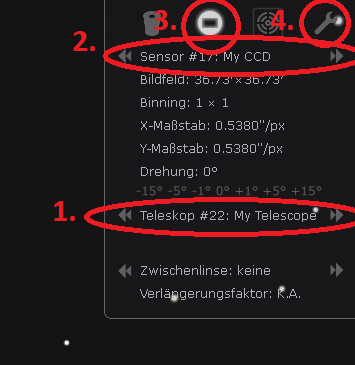 3.
4.
2.
Sensor #17: My CCD
Bildfeld: 36.73'×36.73'
Binning: 1 × 1
X-Maßstab: 0.5380"/px
Y-Maßstab: 0.5380"/px
Drehung: 0°
-15° -5° -1° 0° +1° +5° +15°
1.
Teleskop #22: My Telescope
Zwischenlinse: keine
Verlängerungsfaktor: K.A.